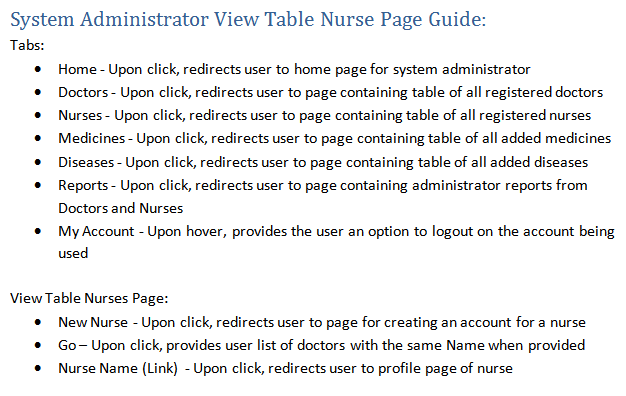 System Administrator View Table Nurse Page Guide:
Tabs:
• Home - Upon click, redirects user to home page for system administrator
• Doctors - Upon click, redirects user to page containing table of all registered doctors
• Nurses - Upon click, redirects user to page containing table of all registered nurses
• Medicines - Upon click, redirects user to page containing table of all added medicines
• Diseases - Upon click, redirects user to page containing table of all added diseases
• Reports - Upon click, redirects user to page containing administrator reports from
Doctors and Nurses
• My Account - Upon hover, provides the user an option to logout on the account being
used
View Table Nurses Page:
• New Nurse - Upon click, redirects user to page for creating an account for a nurse
• Go – Upon click, provides user list of doctors with the same Name when provided
• Nurse Name (Link) - Upon click, redirects user to profile page of nurse